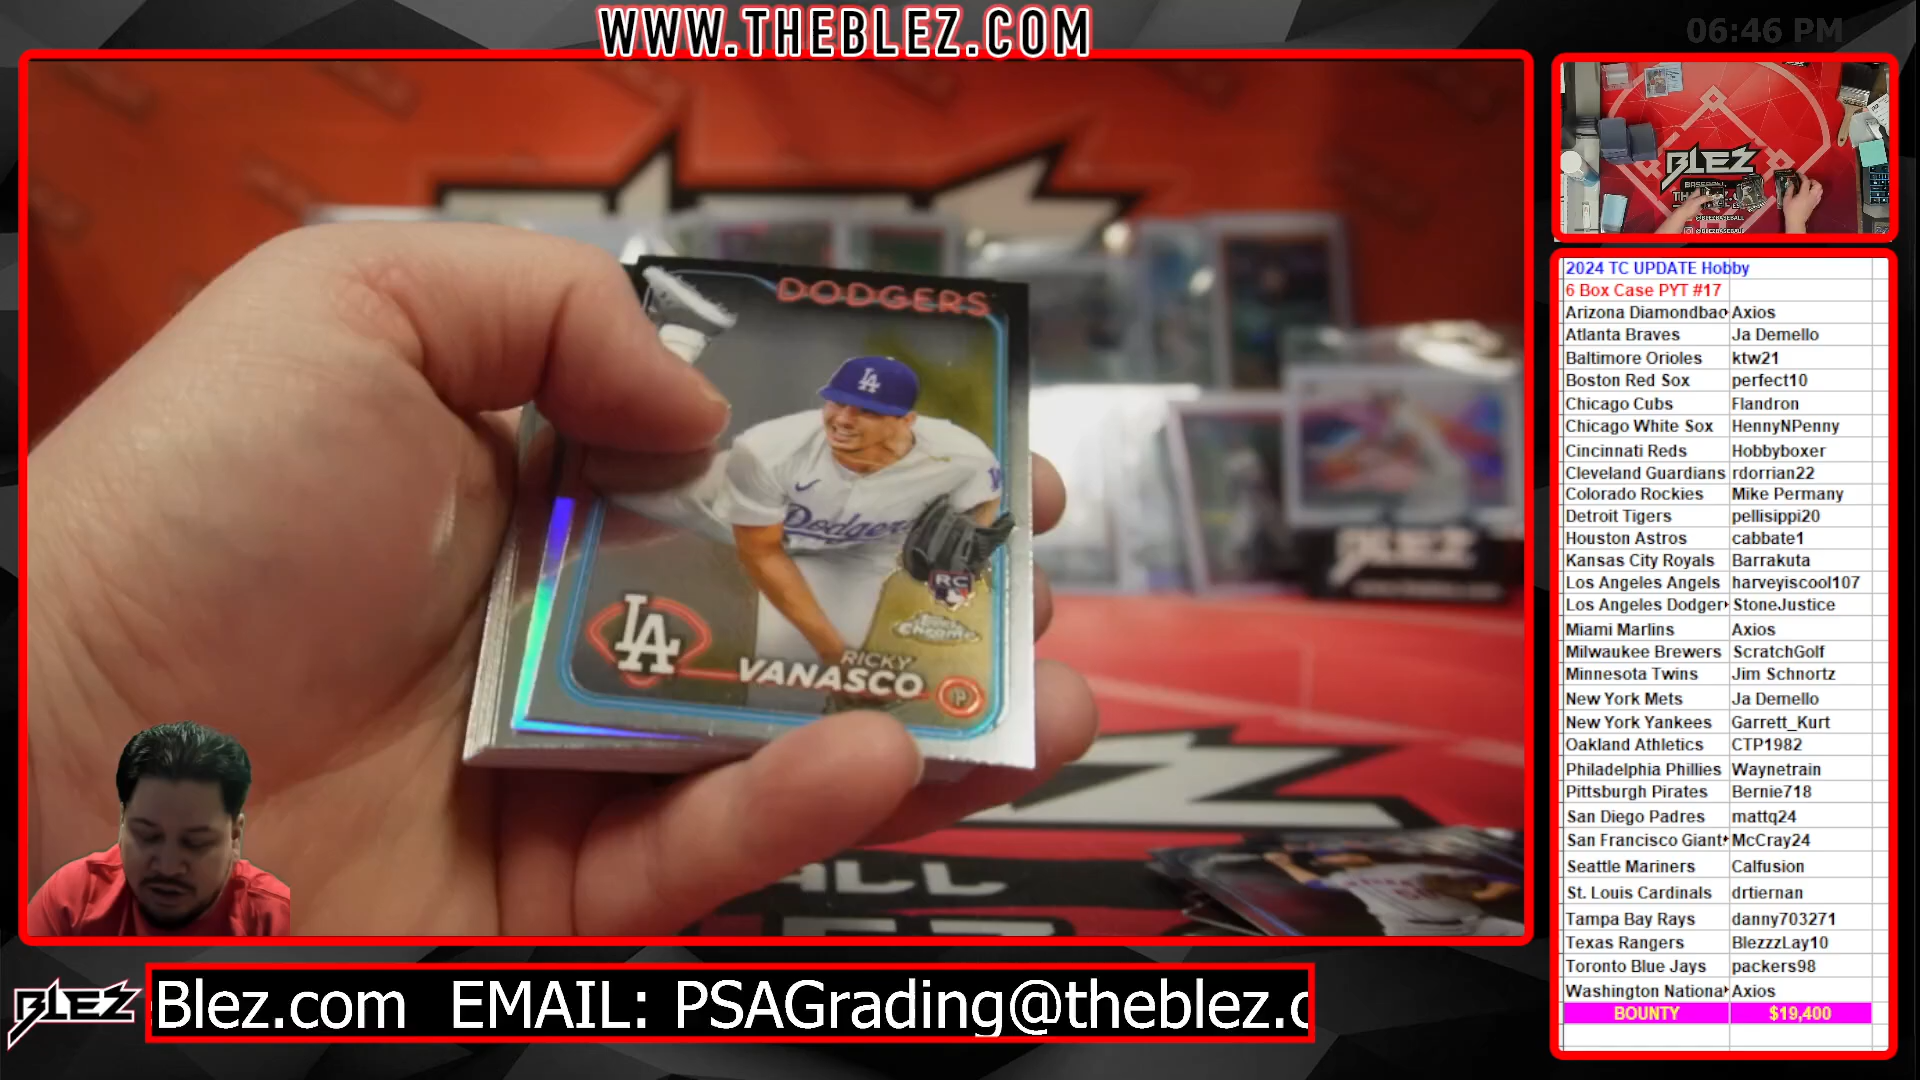 WWW.THEBLEZ.COM
06:46 PM
DODGERS
LA
Dodgers
RC
Topps
Chrome
LA
RICKY
VANASCO
P
BLEZ
BLEZ
2024 TC UPDATE Hobby
6 Box Case PYT #17
Arizona Diamondbac Axios
Atlanta Braves Ja Demello
Baltimore Orioles ktw21
Boston Red Sox perfect10
Chicago Cubs Flandron
Chicago White Sox HennyNPenny
Cincinnati Reds Hobbyboxer
Cleveland Guardians rdorrian22
Colorado Rockies Mike Permany
Detroit Tigers pellisippi20
Houston Astros cabbate1
Kansas City Royals Barrakuta
Los Angeles Angels harveyiscool107
Los Angeles Dodger StoneJustice
Miami Marlins Axios
Milwaukee Brewers ScratchGolf
Minnesota Twins Jim Schnortz
New York Mets Ja Demello
New York Yankees Garrett_Kurt
Oakland Athletics CTP1982
Philadelphia Phillies Waynetrain
Pittsburgh Pirates Bernie718
San Diego Padres mattq24
San Francisco Giant McCray24
Seattle Mariners Calfusion
St. Louis Cardinals drtiernan
Tampa Bay Rays danny703271
Texas Rangers BlezzzLay10
Toronto Blue Jays packers98
Washington Nationa Axios
BOUNTY $19,400
BLEZ
Blez.com EMAIL: PSAGrading@theblez.c